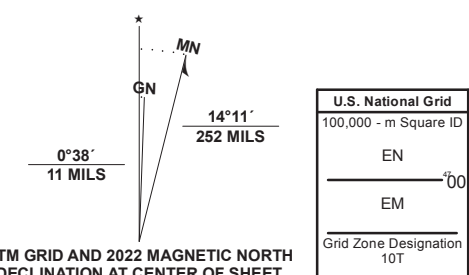 ★
MN
GN
14°11´
252 MILS
0°38´
11 MILS
TM GRID AND 2022 MAGNETIC NORTH
DECLINATION AT CENTER OF SHEET
U.S. National Grid
100,000 - m Square ID
EN
4700
EM
Grid Zone Designation
10T